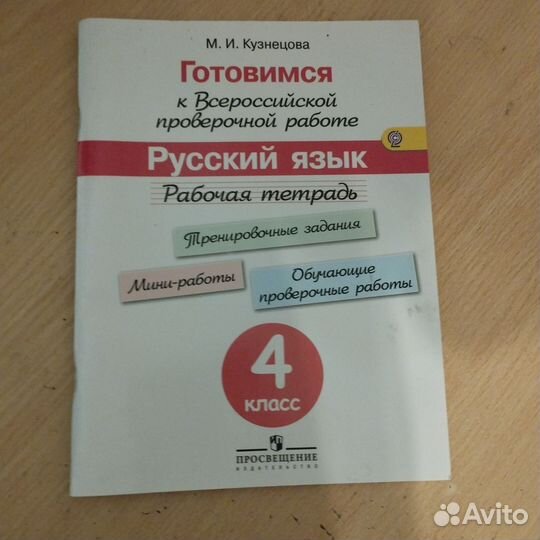 М. И. Кузнецова
Готовимся
к Всероссийской
проверочной работе
Русский язык
Рабочая тетрадь
Тренировочные задания
Мини-работы
Обучающие
проверочные работы
4
класс
ПРОСВЕЩЕНИЕ
ИЗДАТЕЛЬСТВО
Avito